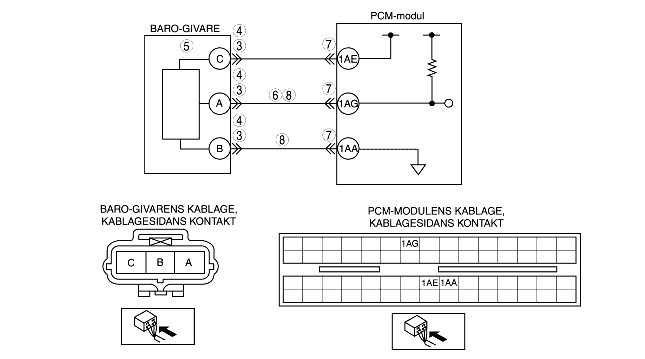 PCM-modul
BARO-GIVARE
4
5 3 7
C 1AE
4
3 6 8 7
A 1AG
4
3 8 7
B 1AA
BARO-GIVARENS KABLAGE,
KABLAGESIDANS KONTAKT
PCM-MODULENS KABLAGE,
KABLAGESIDANS KONTAKT
C B A
1AG
1AE 1AA